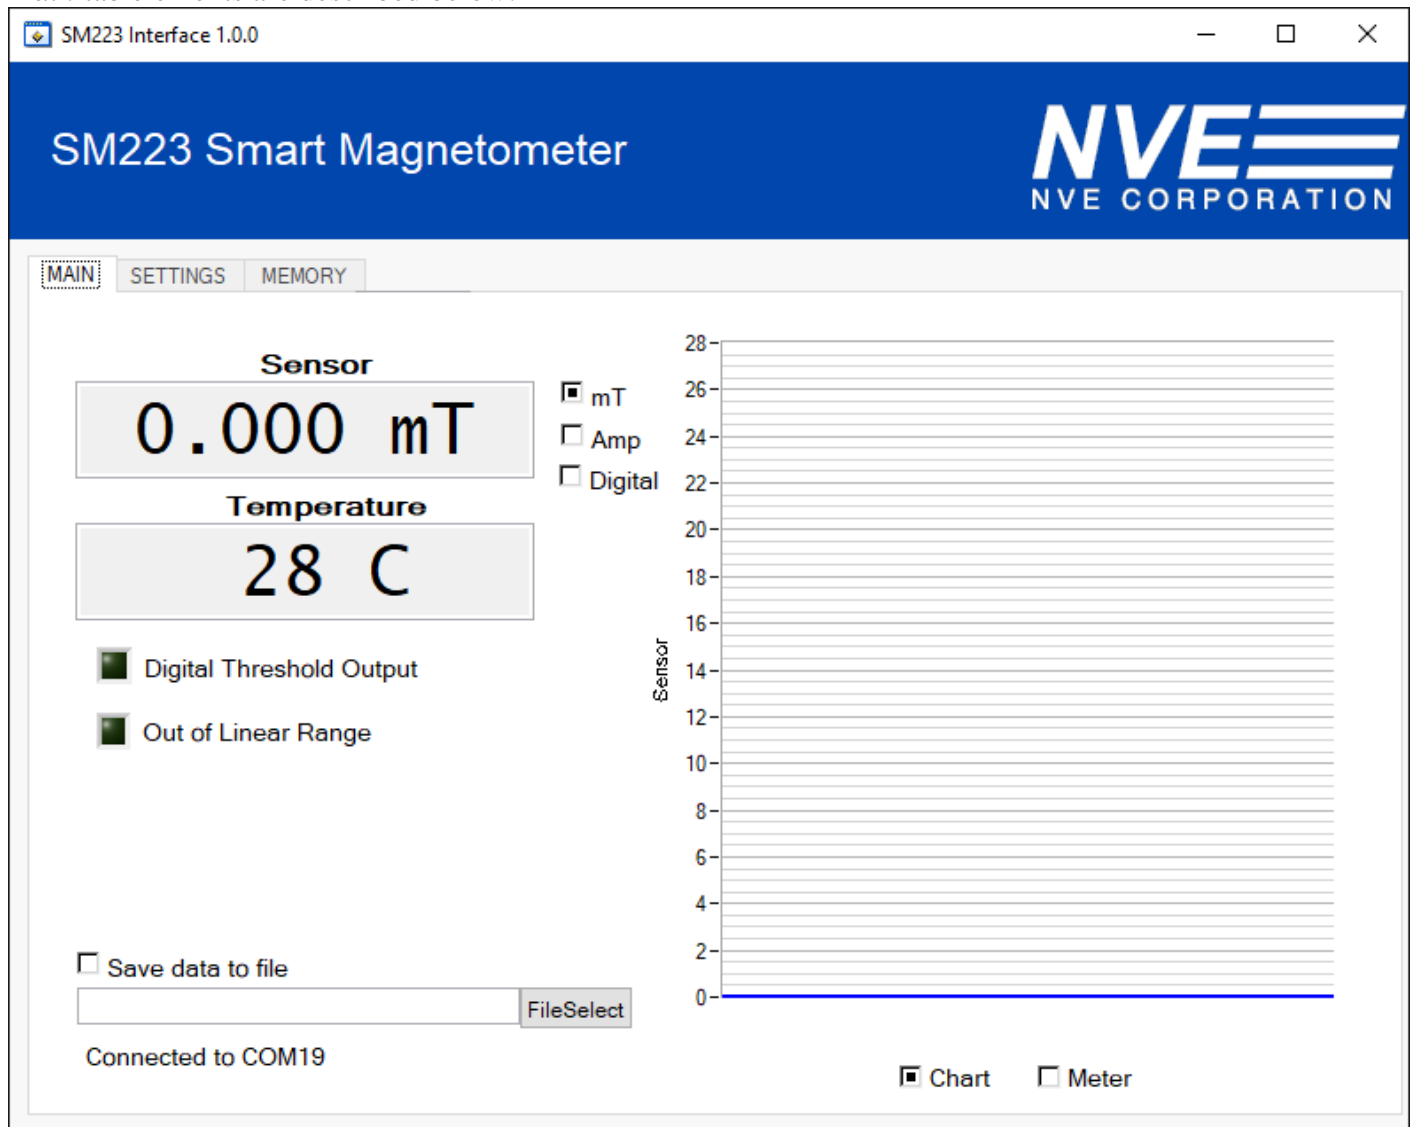 SM223 Interface 1.0.0
SM223 Smart Magnetometer
NVE
NVE CORPORATION
MAIN
SETTINGS
MEMORY
Sensor
0.000 mT
mT
Amp
Digital
Temperature
28 C
Digital Threshold Output
Out of Linear Range
Save data to file
FileSelect
Connected to COM19
Sensor
28
26
24
22
20
18
16
14
12
10
8
6
4
2
0
Chart
Meter